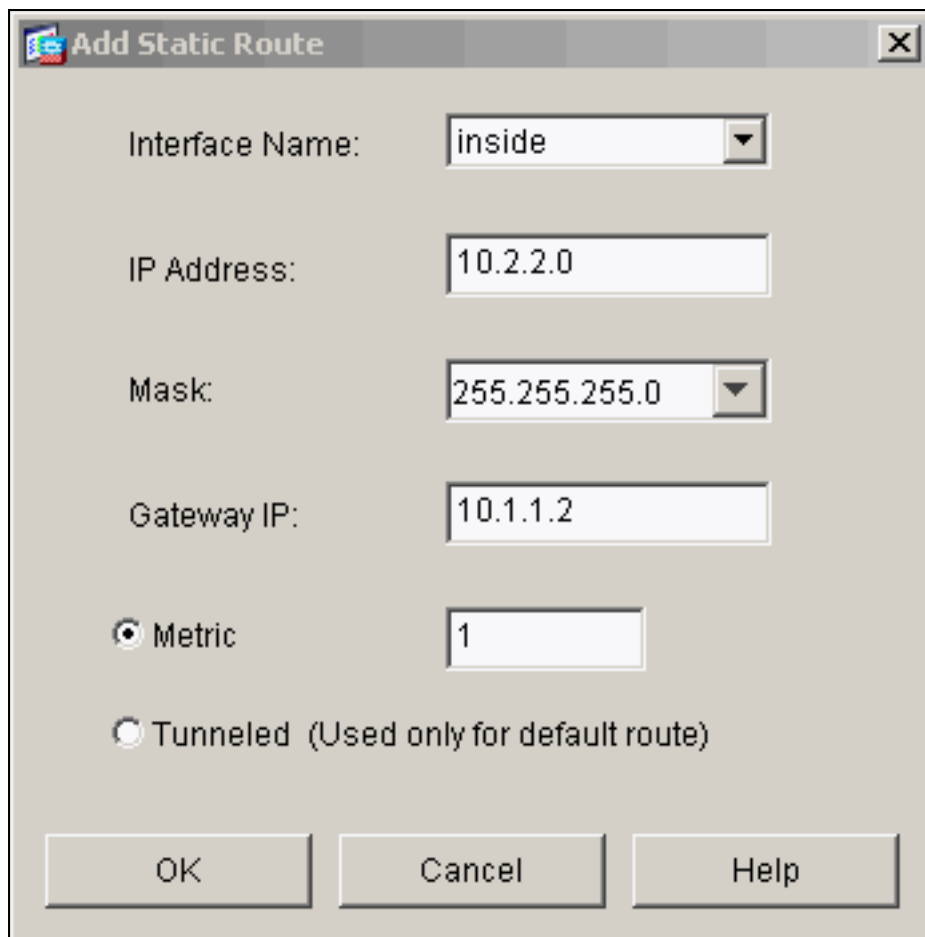 Add Static Route
Interface Name: inside
IP Address: 10.2.2.0
Mask: 255.255.255.0
Gateway IP: 10.1.1.2
Metric 1
Tunneled (Used only for default route)
OK Cancel Help